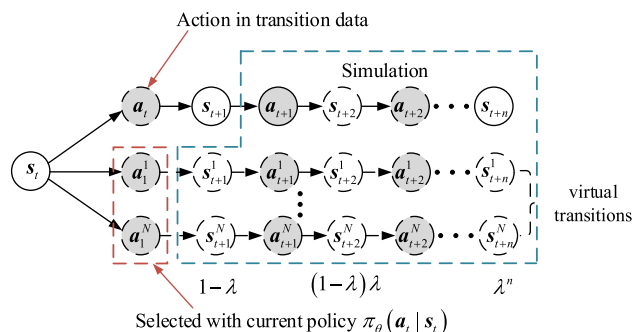 Action in transition data
Simulation
a_t s_{t+1} a_{t+1} s_{t+2} a_{t+2} ••• s_{t+n}
s_t a_1^1 s_{t+1}^1 a_{t+1}^1 s_{t+2}^1 a_{t+2}^1 ••• s_{t+n}^1
virtual
transitions
a_1^N s_{t+1}^N a_{t+1}^N s_{t+2}^N a_{t+2}^N ••• s_{t+n}^N
1−λ (1−λ)λ λ^n
Selected with current policy π_θ(a_t | s_t)